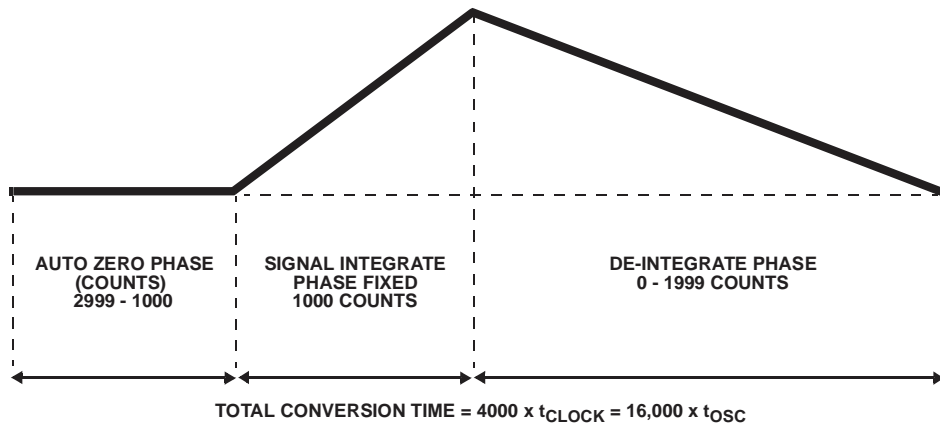 AUTO ZERO PHASE
(COUNTS)
2999 - 1000
SIGNAL INTEGRATE
PHASE FIXED
1000 COUNTS
DE-INTEGRATE PHASE
0 - 1999 COUNTS
TOTAL CONVERSION TIME = 4000 x tCLOCK = 16,000 x tOSC